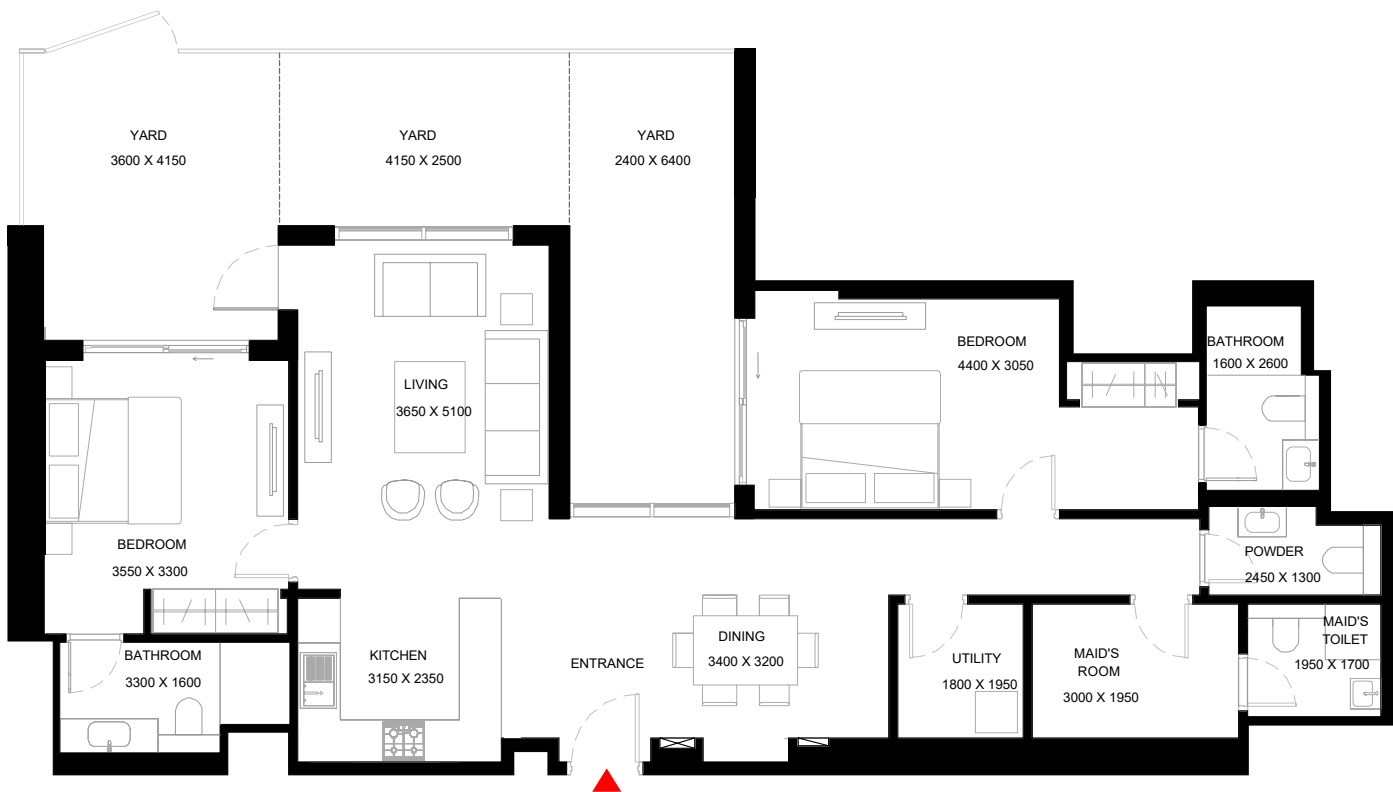 YARD
3600 X 4150
YARD
4150 X 2500
YARD
2400 X 6400
BEDROOM
4400 X 3050
BATHROOM
1600 X 2600
LIVING
3650 X 5100
BEDROOM
3550 X 3300
POWDER
2450 X 1300
BATHROOM
3300 X 1600
KITCHEN
3150 X 2350
ENTRANCE
DINING
3400 X 3200
UTILITY
1800 X 1950
MAID'S
ROOM
3000 X 1950
MAID'S
TOILET
1950 X 1700